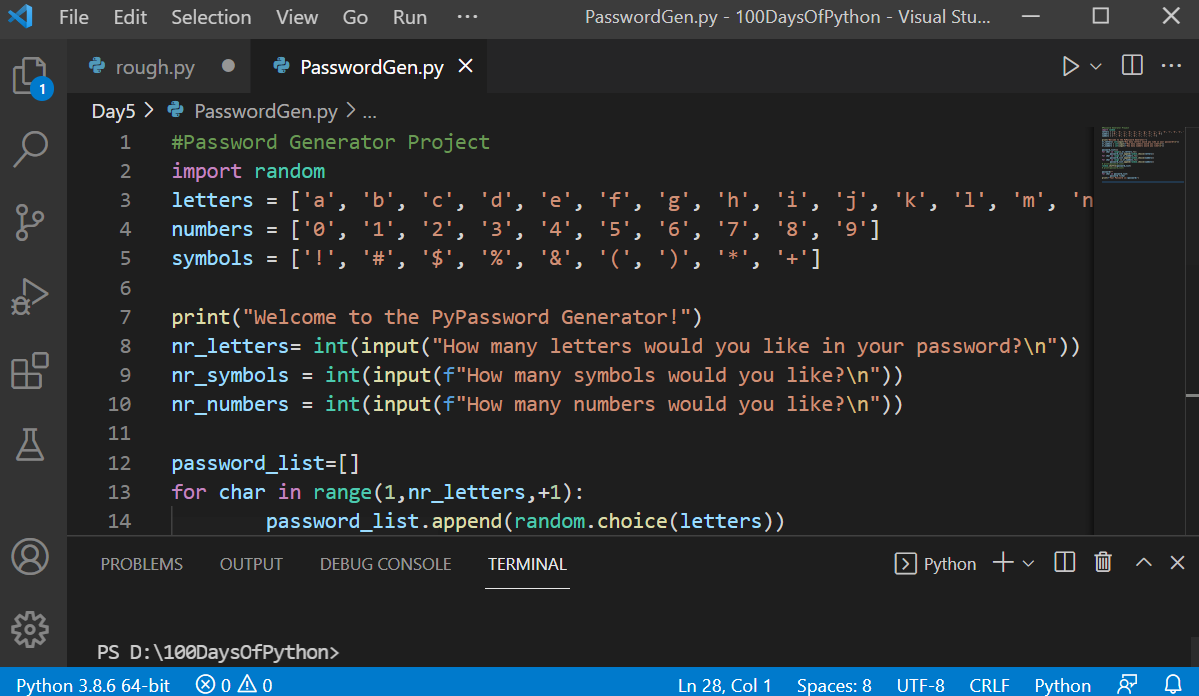 File Edit Selection View Go Run ··· PasswordGen.py - 100DaysOfPython - Visual Stu...
1 rough.py PasswordGen.py
Day5 > PasswordGen.py > ...
1 #Password Generator Project
2 import random
3 letters = ['a', 'b', 'c', 'd', 'e', 'f', 'g', 'h', 'i', 'j', 'k', 'l', 'm', 'n
4 numbers = ['0', '1', '2', '3', '4', '5', '6', '7', '8', '9']
5 symbols = ['!', '#', '$', '%', '&', '(', ')', '*', '+']
6
7 print("Welcome to the PyPassword Generator!")
8 nr_letters= int(input("How many letters would you like in your password?\n"))
9 nr_symbols = int(input(f"How many symbols would you like?\n"))
10 nr_numbers = int(input(f"How many numbers would you like?\n"))
11
12 password_list=[]
13 for char in range(1,nr_letters,+1):
14 password_list.append(random.choice(letters))
PROBLEMS OUTPUT DEBUG CONSOLE TERMINAL Python
PS D:\100DaysOfPython>
Python 3.8.6 64-bit 0 0 Ln 28, Col 1 Spaces: 8 UTF-8 CRLF Python